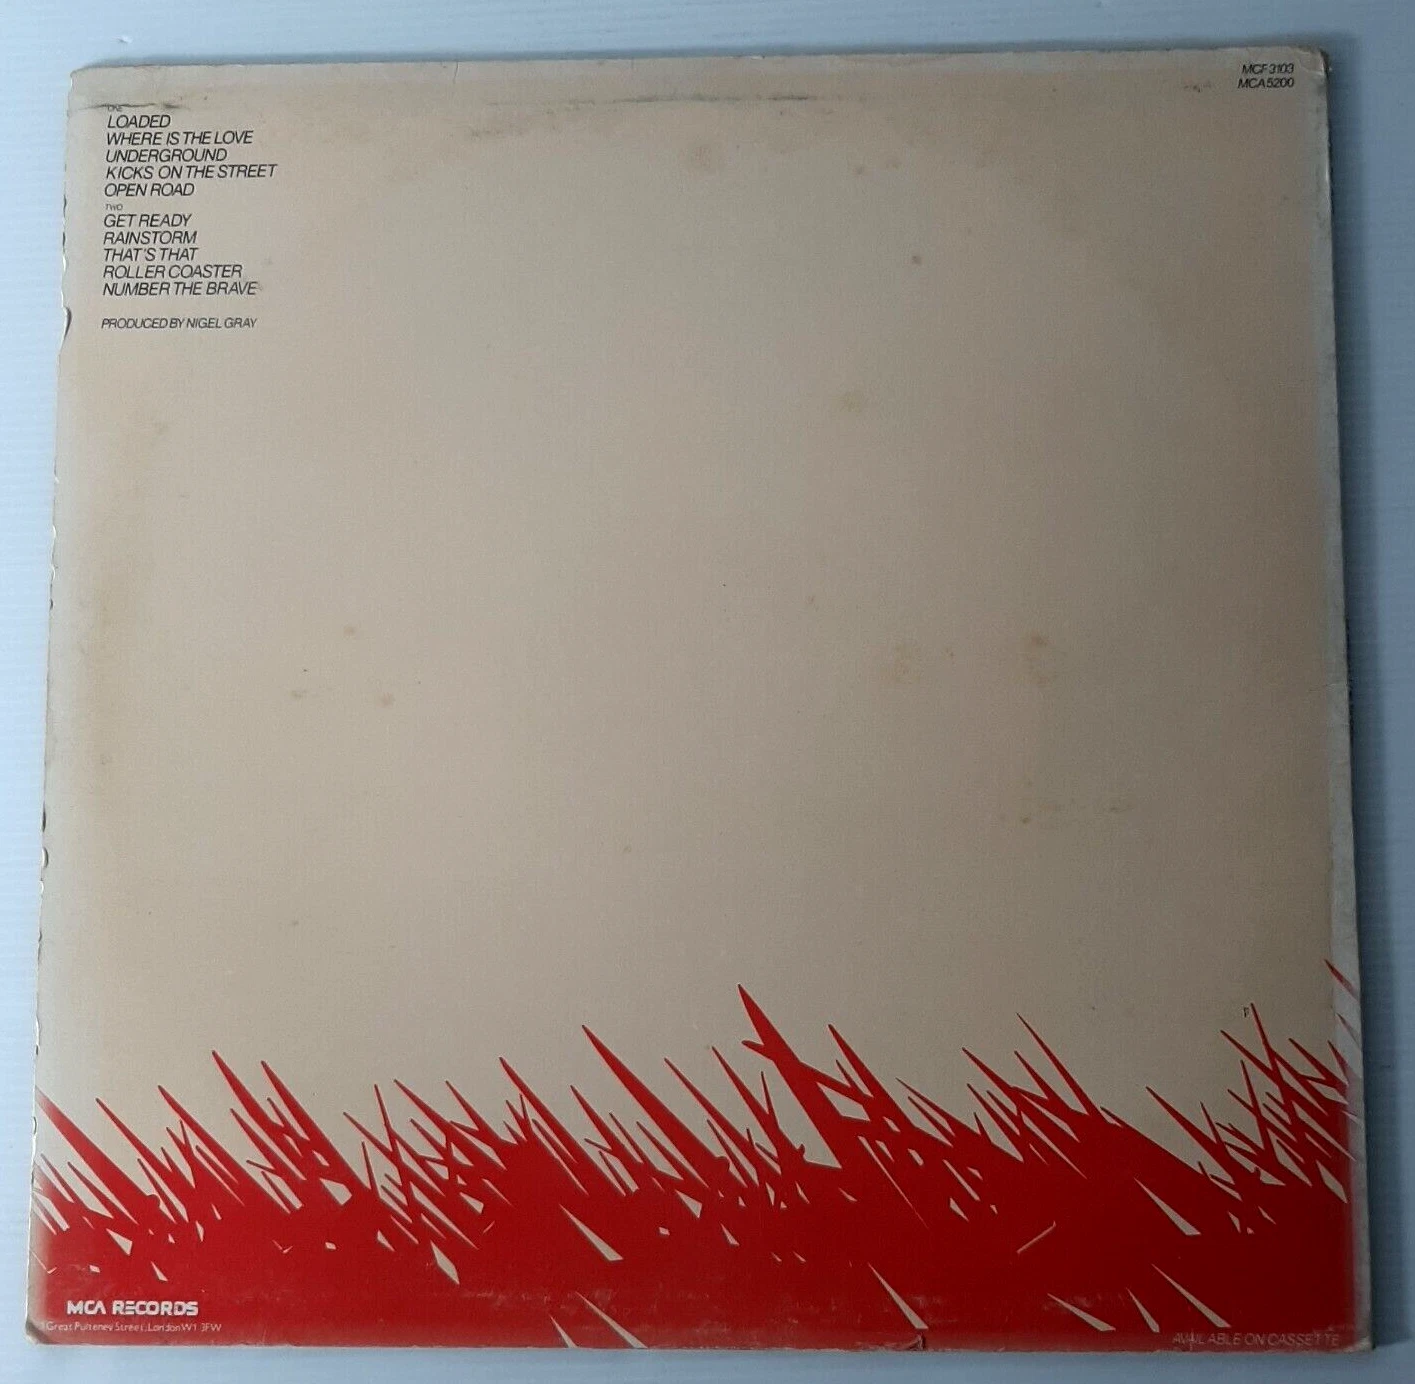 MCF 3103
MCA 5200
ONE
LOADED
WHERE IS THE LOVE
UNDERGROUND
KICKS ON THE STREET
OPEN ROAD
TWO
GET READY
RAINSTORM
THAT'S THAT
ROLLER COASTER
NUMBER THE BRAVE
PRODUCED BY NIGEL GRAY
MCA RECORDS
1 Great Pulteney Street, London W1 3FW
AVAILABLE ON CASSETTE